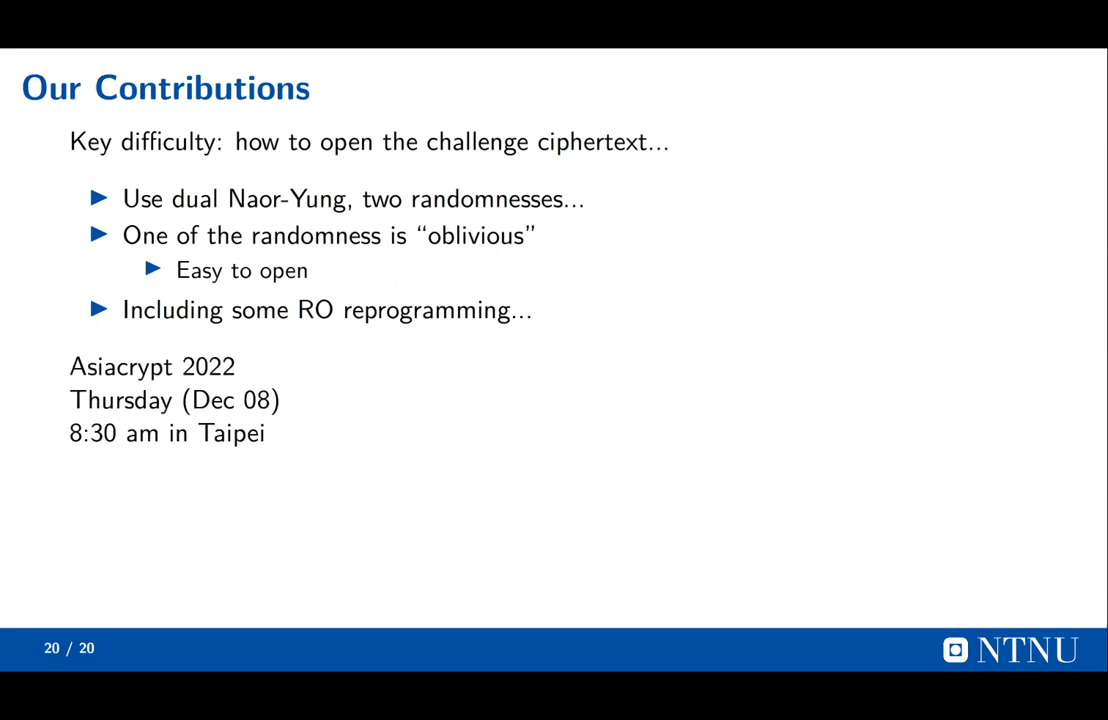 Our Contributions
Key difficulty: how to open the challenge ciphertext...
Use dual Naor-Yung, two randomnesses...
One of the randomness is “oblivious”
Easy to open
Including some RO reprogramming...
Asiacrypt 2022
Thursday (Dec 08)
8:30 am in Taipei
20 / 20
NTNU